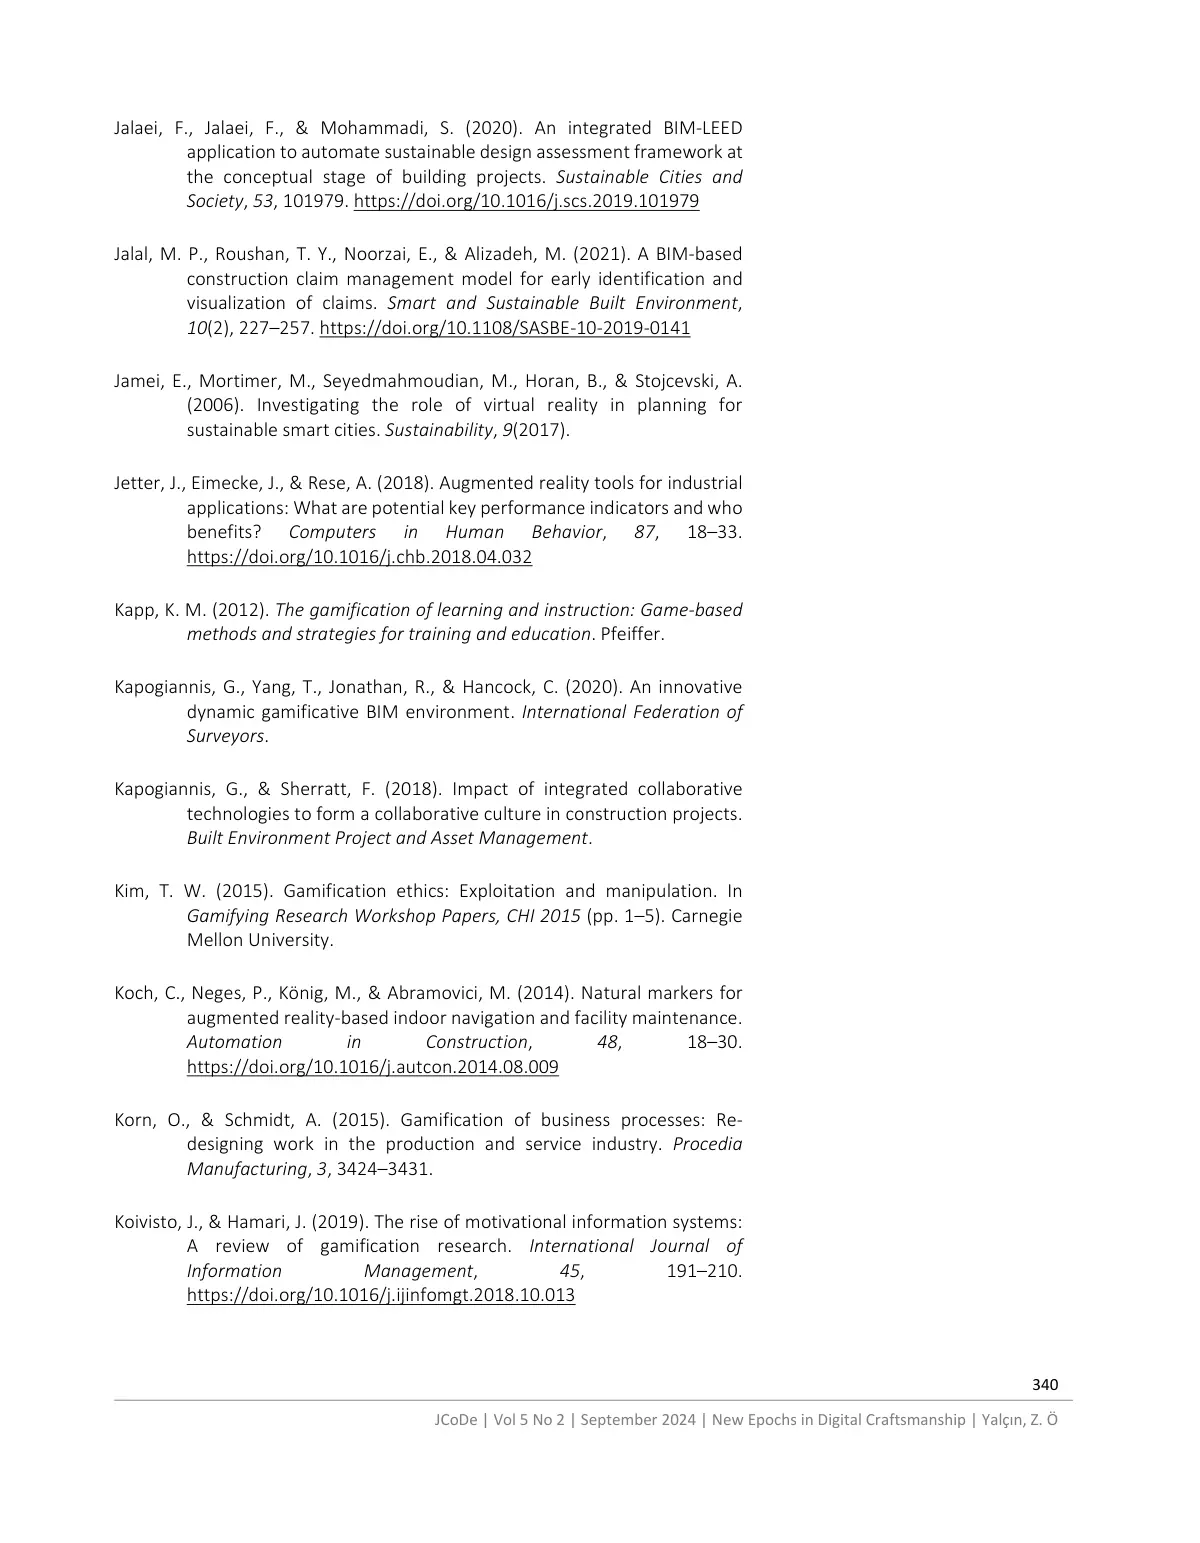 Jalaei, F., Jalaei, F., & Mohammadi, S. (2020). An integrated BIM-LEED
application to automate sustainable design assessment framework at
the conceptual stage of building projects. Sustainable Cities and
Society, 53, 101979. https://doi.org/10.1016/j.scs.2019.101979
Jalal, M. P., Roushan, T. Y., Noorzai, E., & Alizadeh, M. (2021). A BIM-based
construction claim management model for early identification and
visualization of claims. Smart and Sustainable Built Environment,
10(2), 227–257. https://doi.org/10.1108/SASBE-10-2019-0141
Jamei, E., Mortimer, M., Seyedmahmoudian, M., Horan, B., & Stojcevski, A.
(2006). Investigating the role of virtual reality in planning for
sustainable smart cities. Sustainability, 9(2017).
Jetter, J., Eimecke, J., & Rese, A. (2018). Augmented reality tools for industrial
applications: What are potential key performance indicators and who
benefits? Computers in Human Behavior, 87, 18–33.
https://doi.org/10.1016/j.chb.2018.04.032
Kapp, K. M. (2012). The gamification of learning and instruction: Game-based
methods and strategies for training and education. Pfeiffer.
Kapogiannis, G., Yang, T., Jonathan, R., & Hancock, C. (2020). An innovative
dynamic gamificative BIM environment. International Federation of
Surveyors.
Kapogiannis, G., & Sherratt, F. (2018). Impact of integrated collaborative
technologies to form a collaborative culture in construction projects.
Built Environment Project and Asset Management.
Kim, T. W. (2015). Gamification ethics: Exploitation and manipulation. In
Gamifying Research Workshop Papers, CHI 2015 (pp. 1–5). Carnegie
Mellon University.
Koch, C., Neges, P., König, M., & Abramovici, M. (2014). Natural markers for
augmented reality-based indoor navigation and facility maintenance.
Automation in Construction, 48, 18–30.
https://doi.org/10.1016/j.autcon.2014.08.009
Korn, O., & Schmidt, A. (2015). Gamification of business processes: Re-
designing work in the production and service industry. Procedia
Manufacturing, 3, 3424–3431.
Koivisto, J., & Hamari, J. (2019). The rise of motivational information systems:
A review of gamification research. International Journal of
Information Management, 45, 191–210.
https://doi.org/10.1016/j.ijinfomgt.2018.10.013
340
JCoDe | Vol 5 No 2 | September 2024 | New Epochs in Digital Craftsmanship | Yalçın, Z. Ö